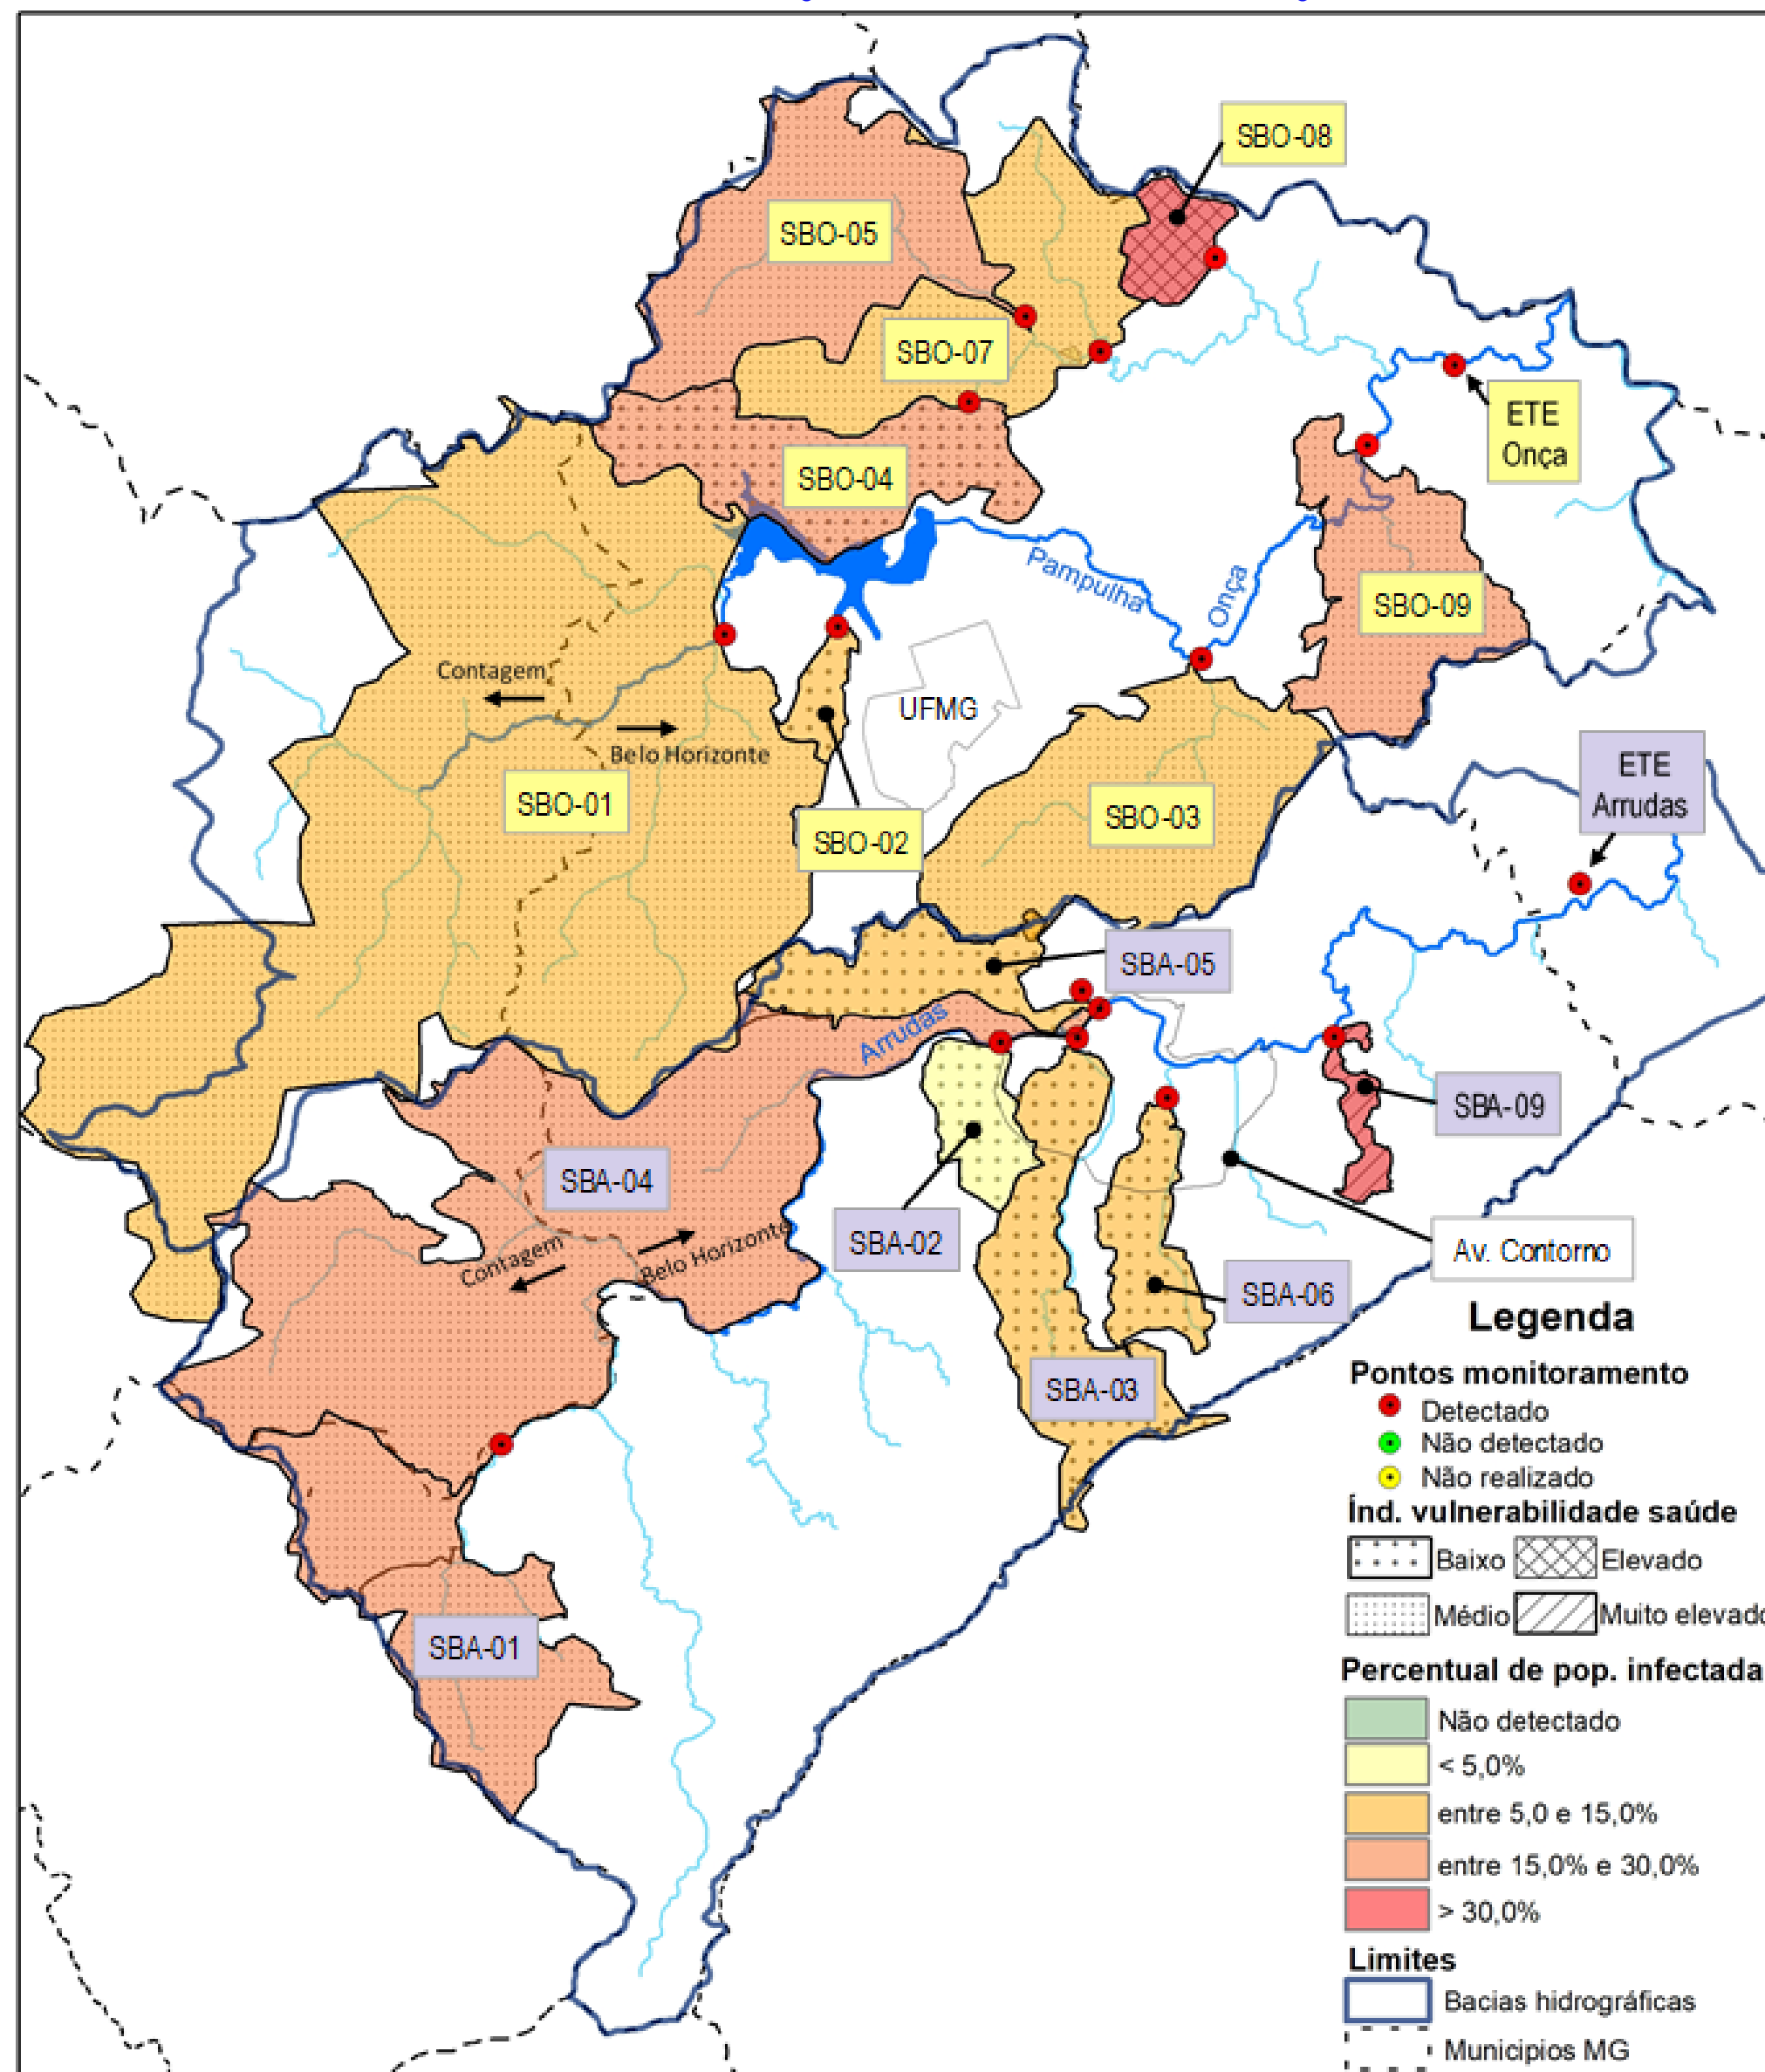 SBO-08
SBO-05
SBO-07
ETE
Onça
SBO-04
Pampulha
Onça
SBO-09
Contagem
UFMG
Belo Horizonte
ETE
Arrudas
SBO-01
SBO-03
SBO-02
SBA-05
Arrudas
SBA-09
SBA-04
SBA-02
Av. Contorno
Contagem
Belo Horizonte
SBA-06
SBA-03
SBA-01
Legenda
Pontos monitoramento
Detectado
Não detectado
Não realizado
Índ. vulnerabilidade saúde
Baixo Elevado
Médio Muito elevado
Percentual de pop. infectada
Não detectado
< 5,0%
entre 5,0 e 15,0%
entre 15,0% e 30,0%
> 30,0%
Limites
Bacias hidrográficas
Municipios MG